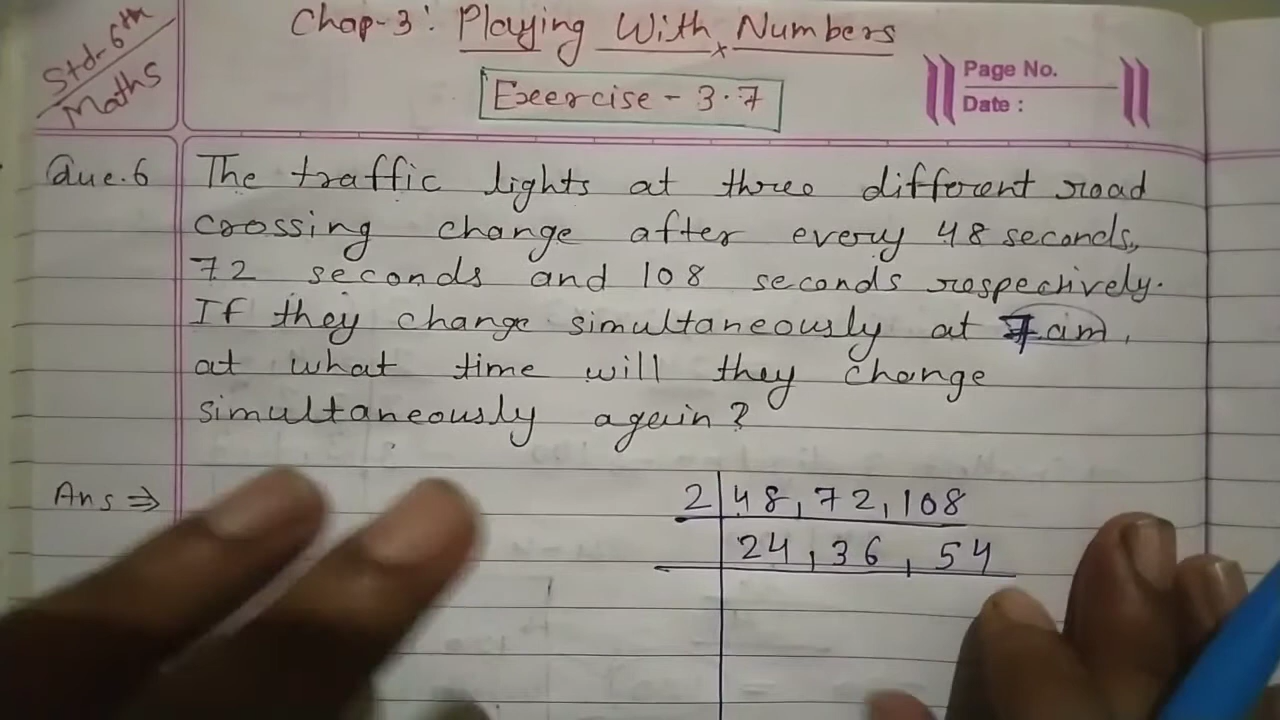 Std-6th
Maths
Chap-3: Playing With Numbers
Exercise - 3.7
Page No.
Date :
Que.6 The traffic lights at three different road
crossing change after every 48 seconds,
72 seconds and 108 seconds respectively.
If they change simultaneously at 7 am,
at what time will they change
simultaneously again?
Ans ⇒
2 48, 72, 108
24, 36, 54